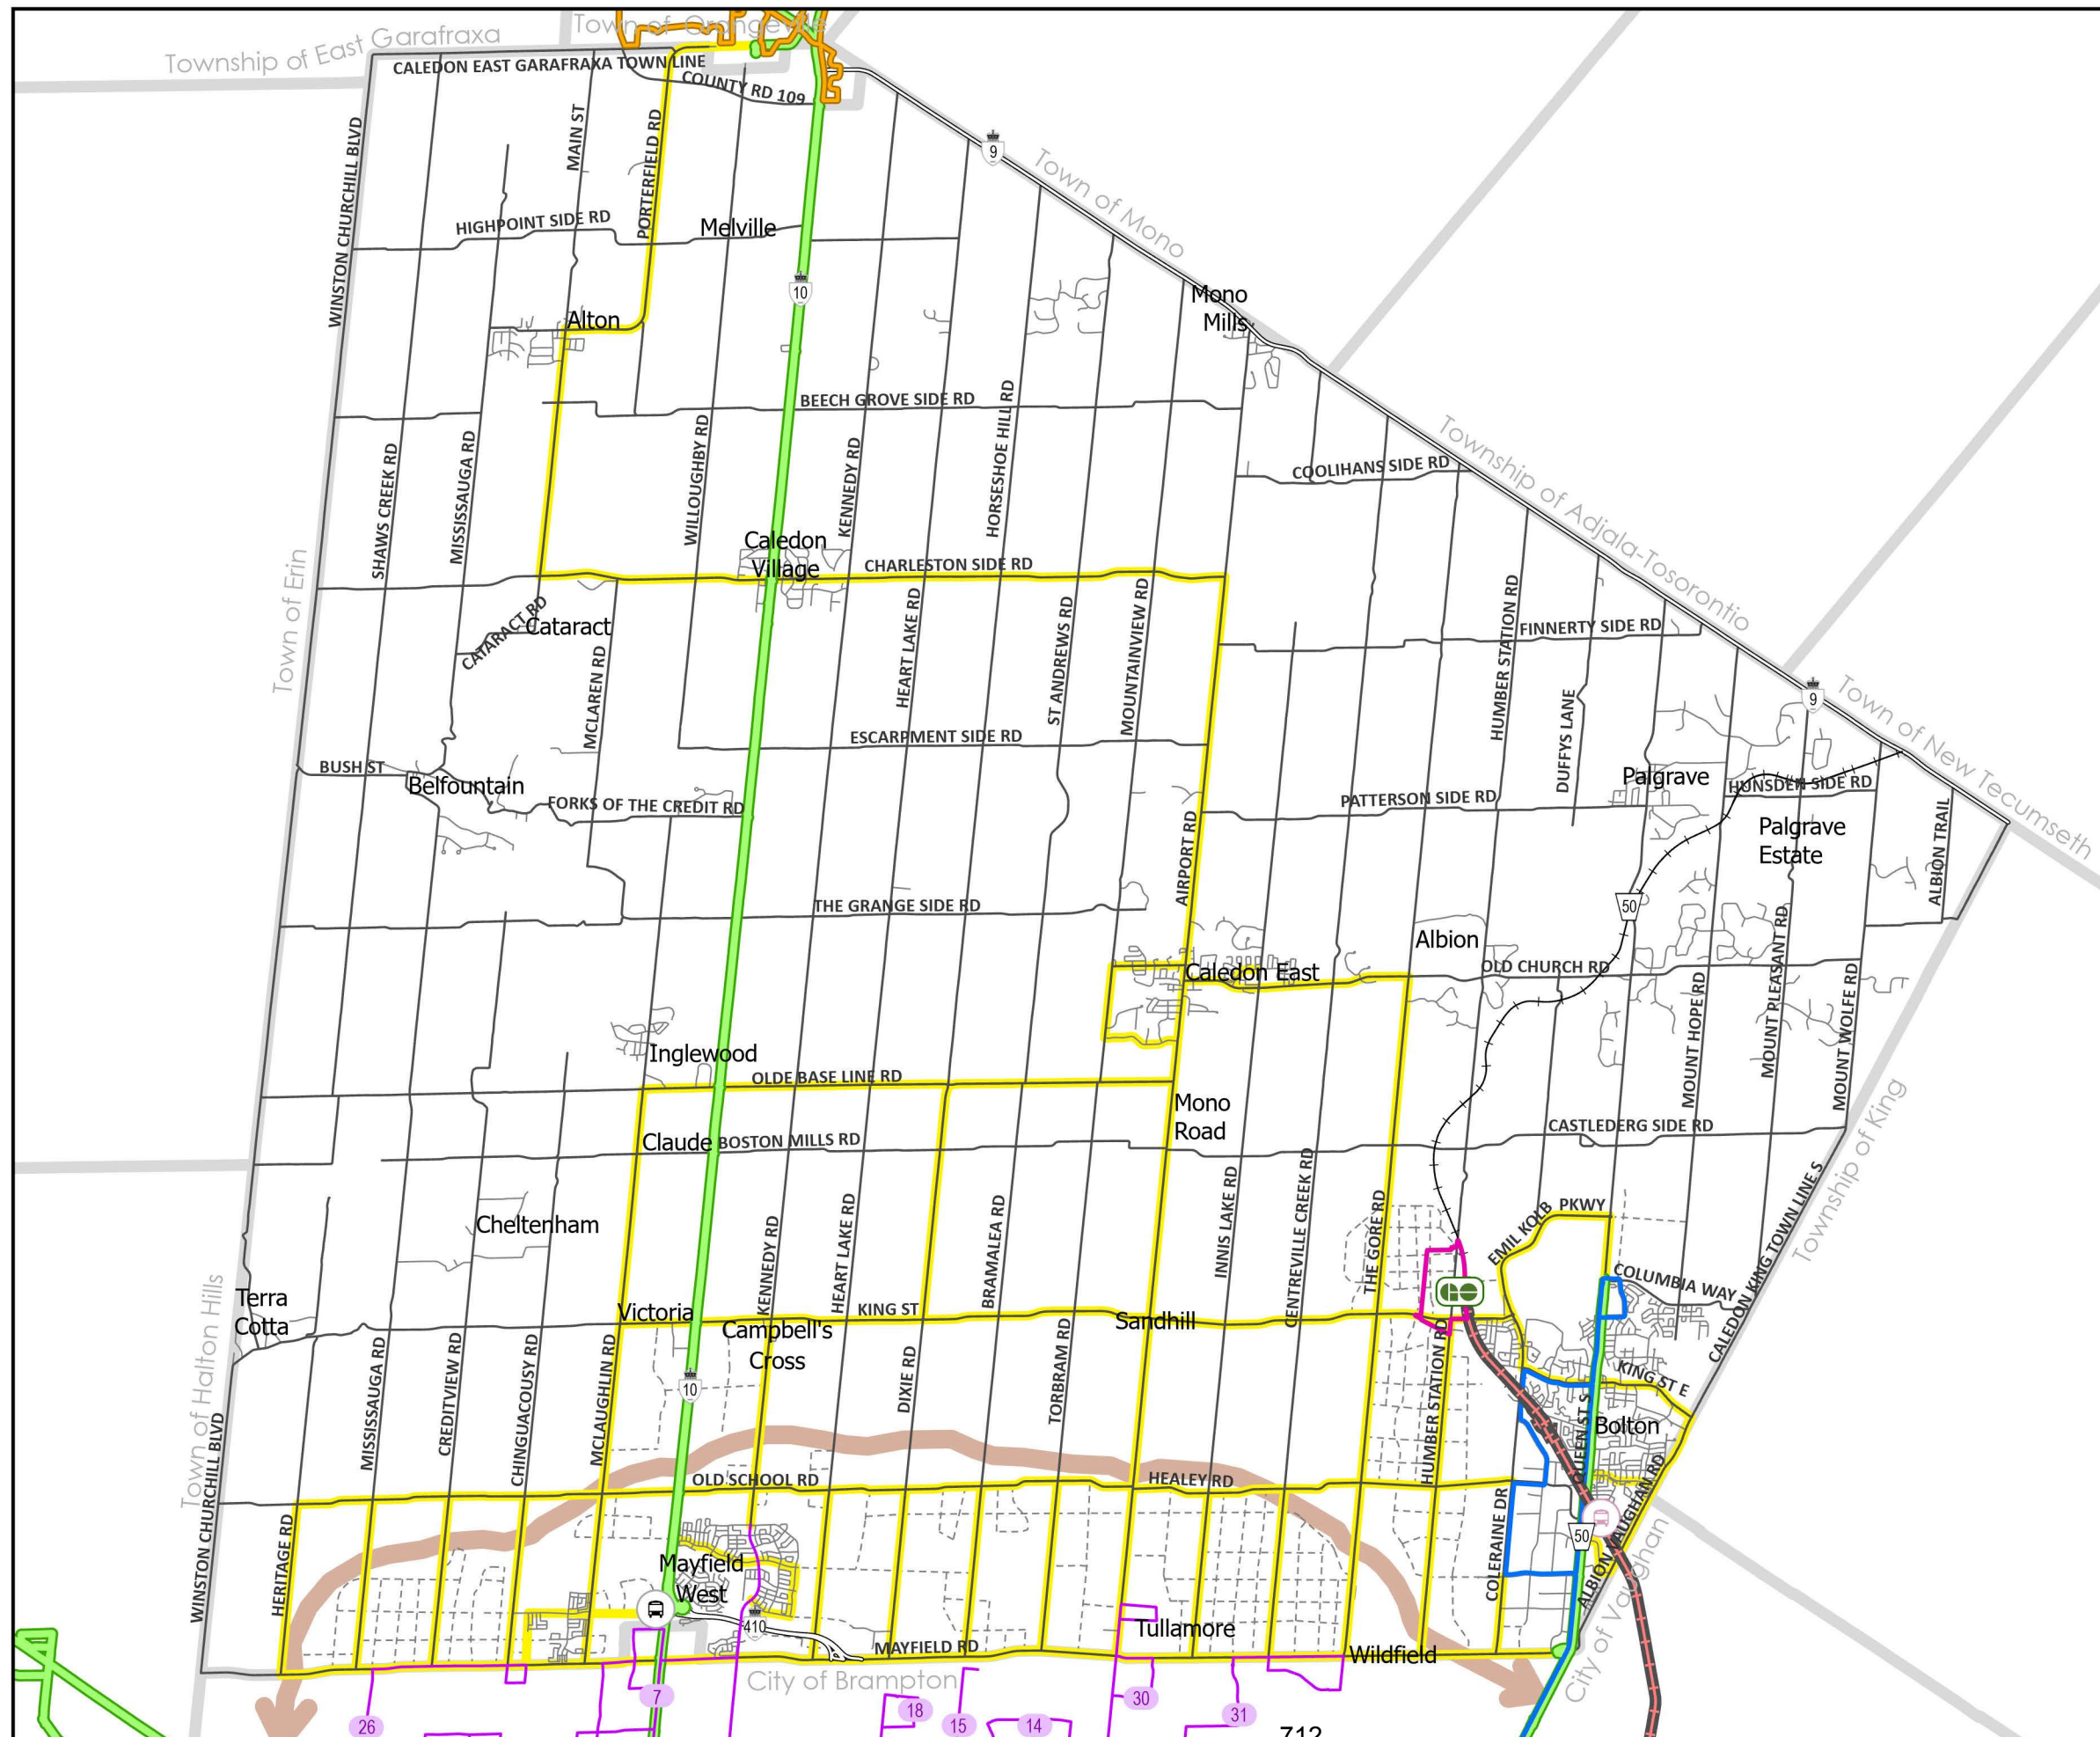 Township of East Garafraxa
Town of Orangeville
CALEDON EAST GARAFRAXA TOWN LINE
COUNTY RD 109
WINSTON CHURCHILL BLVD
MAIN ST
PORTERFIELD RD
9
Town of Mono
HIGHPOINT SIDE RD
Melville
10
Mono
Mills
Alton
BEECH GROVE SIDE RD
SHAWS CREEK RD
MISSISSAUGA RD
WILLOUGHBY RD
KENNEDY RD
HORSESHOE HILL RD
COOLIHANS SIDE RD
Township of Adjala-Tosorontio
Town of Erin
Caledon
Village
CHARLESTON SIDE RD
CATARACT RD
Cataract
MCLAREN RD
HEART LAKE RD
ST ANDREWS RD
MOUNTAINVIEW RD
HUMBER STATION RD
FINNERTY SIDE RD
DUFFYS LANE
9
Town of New Tecumseth
ESCARPMENT SIDE RD
BUSH ST
Belfountain
FORKS OF THE CREDIT RD
PATTERSON SIDE RD
Palgrave
HUNSDEN SIDE RD
Palgrave
Estate
ALBION TRAIL
AIRPORT RD
THE GRANGE SIDE RD
50
Albion
Caledon East
OLD CHURCH RD
MOUNT HOPE RD
MOUNT PLEASANT RD
MOUNT WOLFE RD
Inglewood
OLDE BASE LINE RD
Mono
Road
Claude
BOSTON MILLS RD
CASTLEDERG SIDE RD
Township of King
CALEDON KING TOWN LINE S
Cheltenham
KENNEDY RD
HEART LAKE RD
BRAMALEA RD
INNIS LAKE RD
CENTREVILLE CREEK RD
THE GORE RD
EMIL KOLB
PKWY
COLUMBIA WAY
Terra
Cotta
Town of Halton Hills
Victoria
KING ST
Campbell's
Cross
Sandhill
10
MISSISSAUGA RD
CREDITVIEW RD
CHINGUACOUSY RD
MCLAUGHLIN RD
DIXIE RD
TORBRAM RD
HUMBER STATION RD
KING ST E
QUEEN ST S
Bolton
WINSTON CHURCHILL BLVD
OLD SCHOOL RD
HEALEY RD
HERITAGE RD
COLERAINE DR
50
ALBION VAUGHAN RD
City of Vaughan
Mayfield
West
410
Tullamore
MAYFIELD RD
Wildfield
City of Brampton
7
26
18
15
14
30
31
712